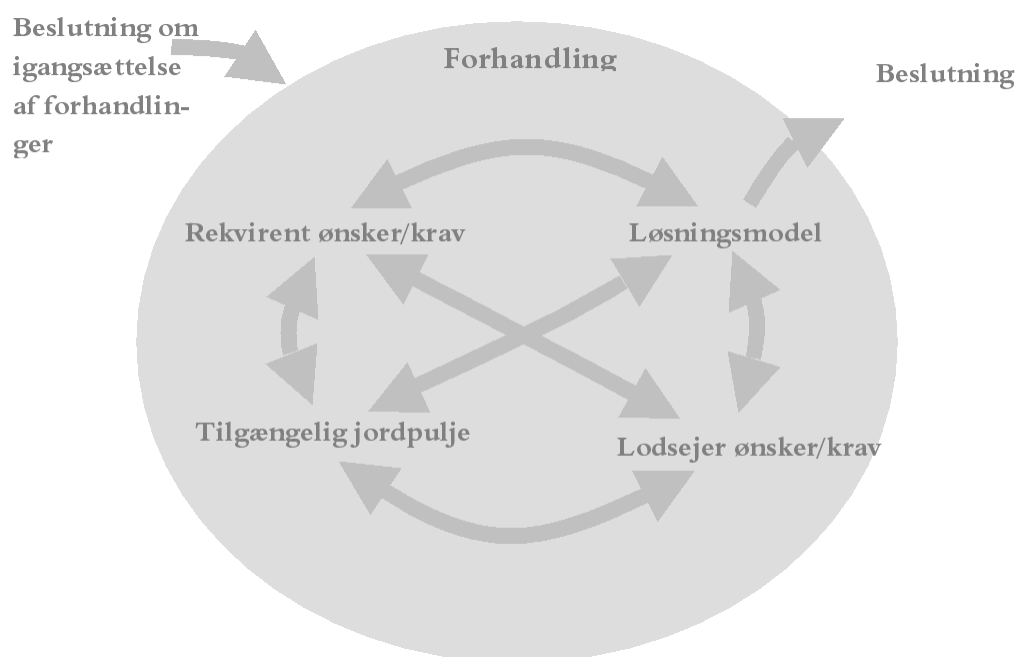 Beslutning om
igangsættelse
af forhandlin-
ger
Forhandling
Beslutning
Rekvirent ønsker/krav
Løsningsmodel
Tilgængelig jordpulje
Lodsejer ønsker/krav